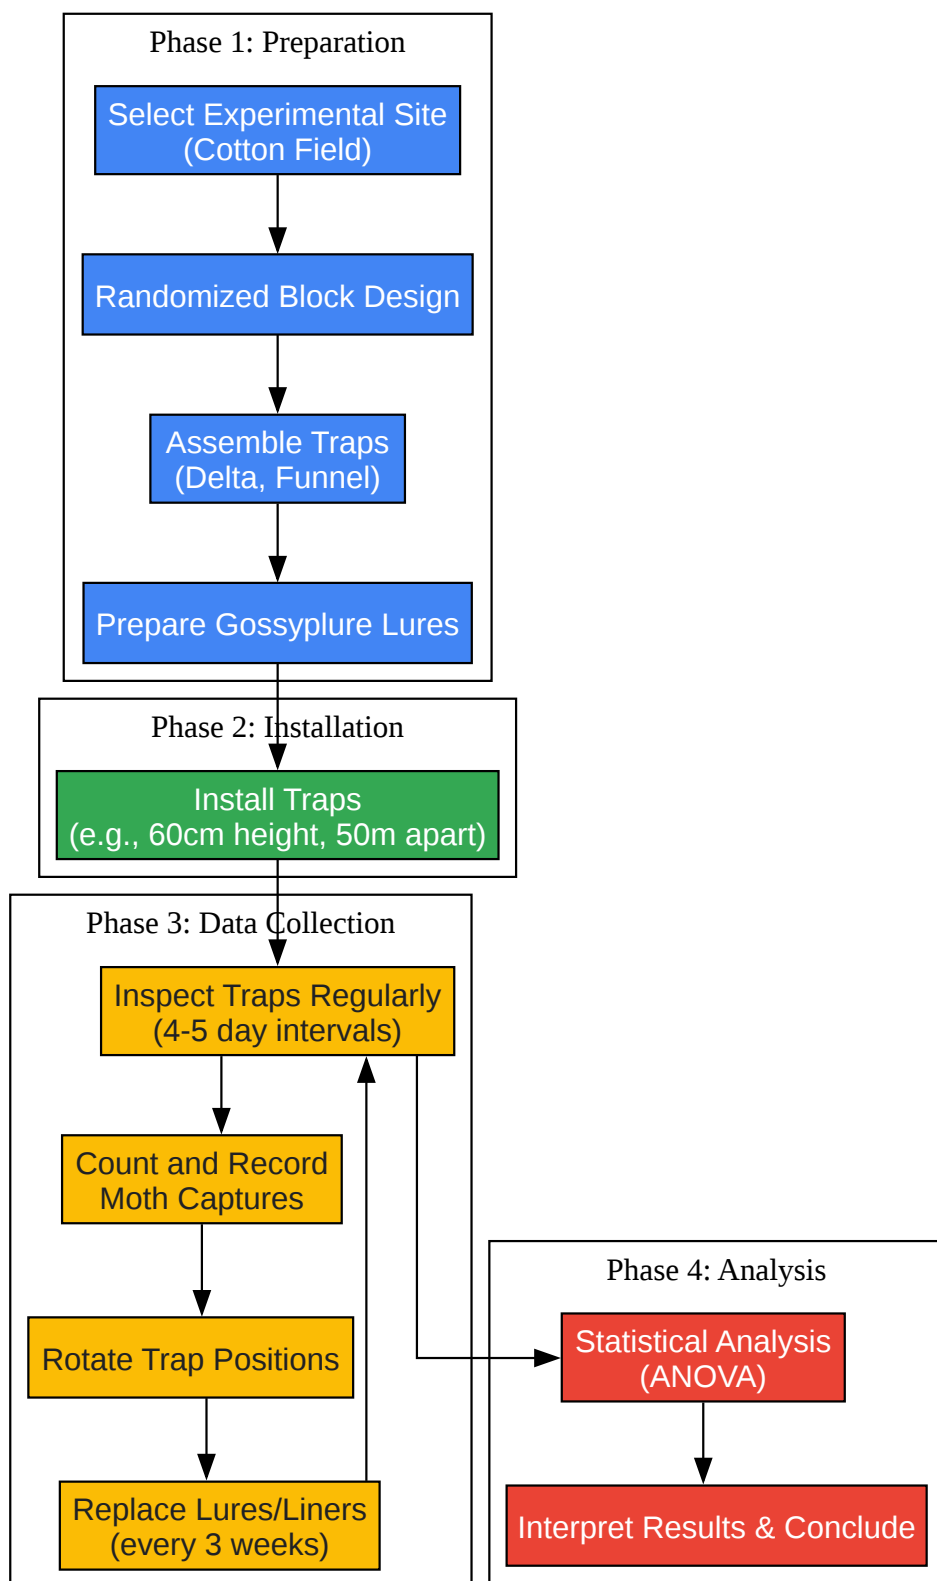 Phase 1: Preparation
Select Experimental Site
(Cotton Field)
Randomized Block Design
Assemble Traps
(Delta, Funnel)
Prepare Gossyplure Lures
Phase 2: Installation
Install Traps
(e.g., 60cm height, 50m apart)
Phase 3: Data Collection
Inspect Traps Regularly
(4-5 day intervals)
Count and Record
Moth Captures
Rotate Trap Positions
Replace Lures/Liners
(every 3 weeks)
Phase 4: Analysis
Statistical Analysis
(ANOVA)
Interpret Results & Conclude